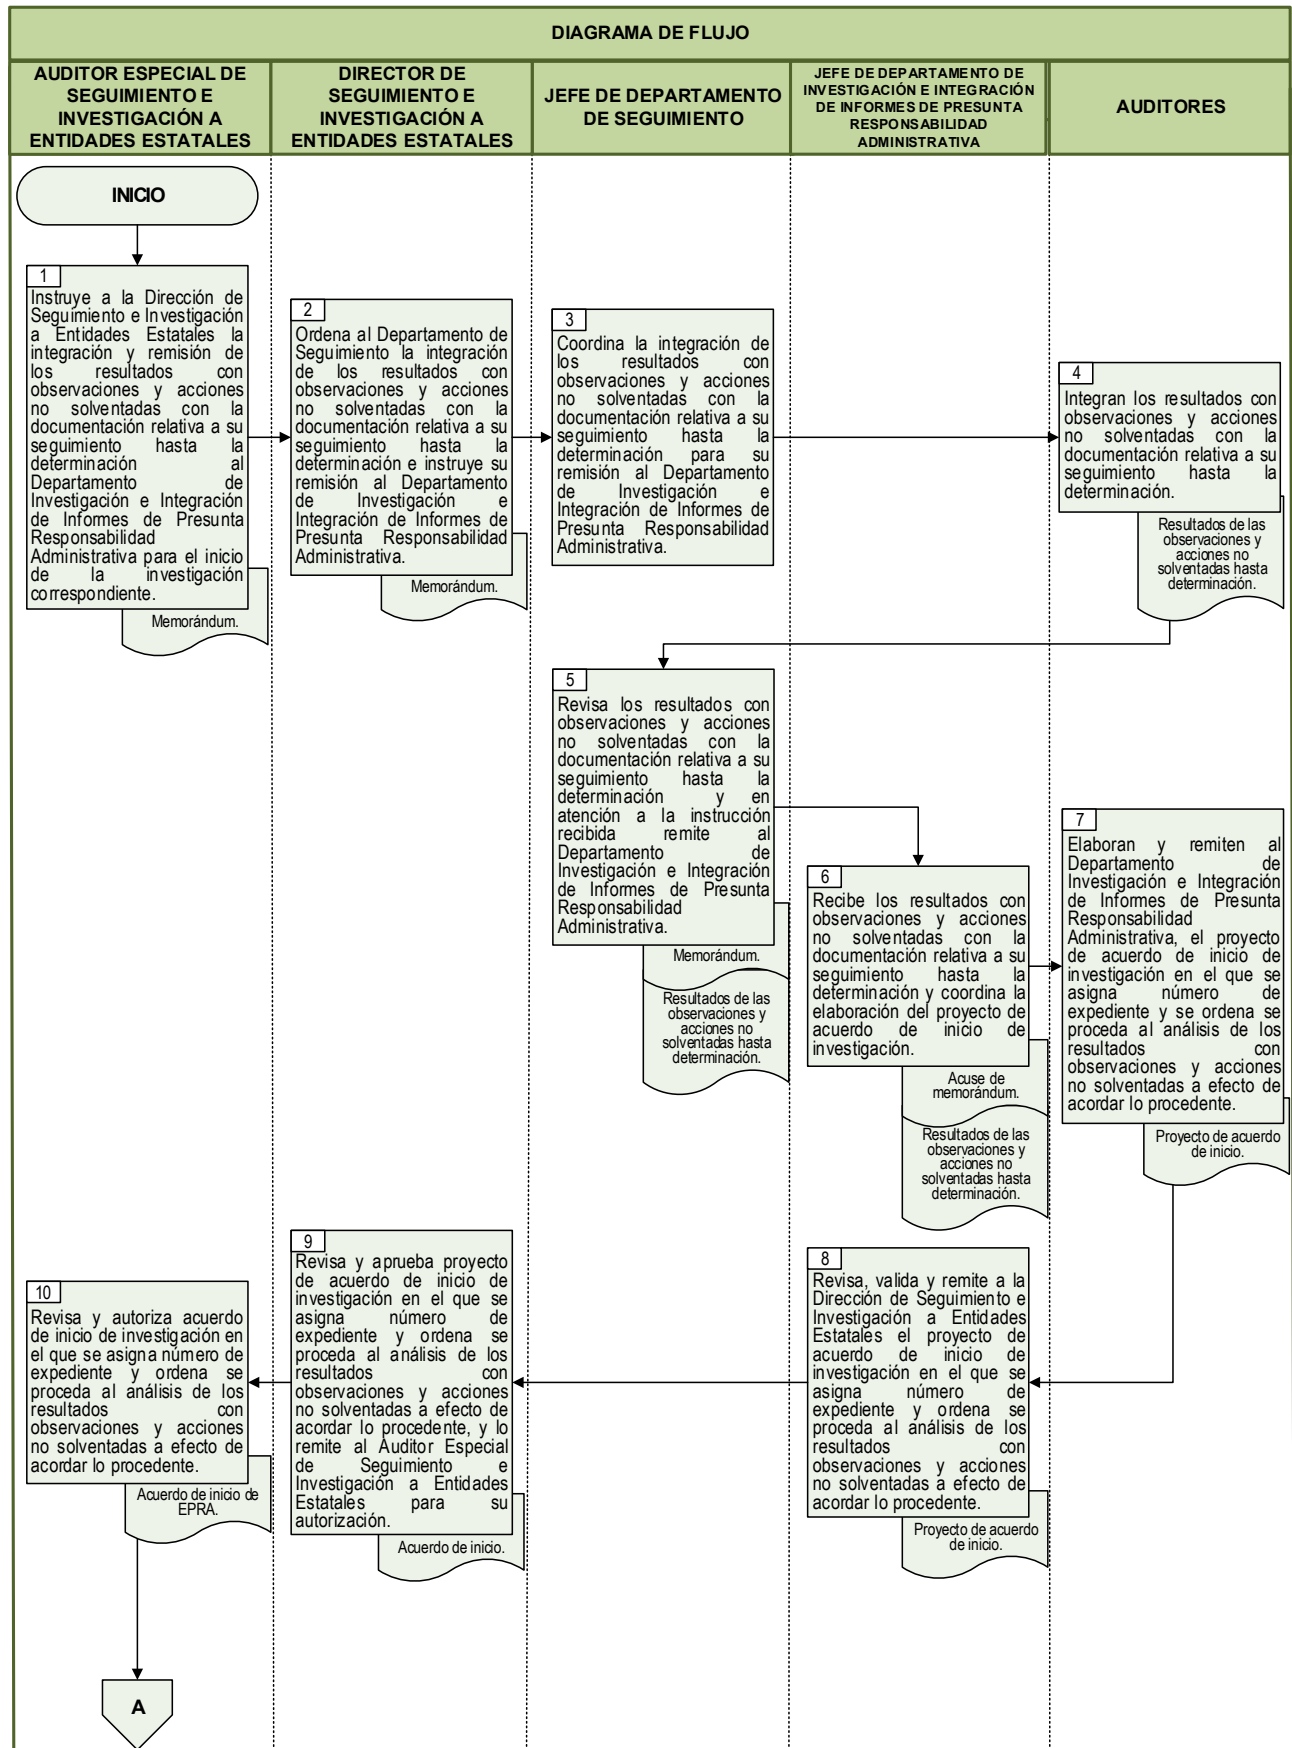 DIAGRAMA DE FLUJO
AUDITOR ESPECIAL DE
SEGUIMIENTO E
INVESTIGACIÓN A
ENTIDADES ESTATALES
DIRECTOR DE
SEGUIMIENTO E
INVESTIGACIÓN A
ENTIDADES ESTATALES
JEFE DE DEPARTAMENTO
DE SEGUIMIENTO
JEFE DE DEPARTAMENTO DE
INVESTIGACIÓN E INTEGRACIÓN
DE INFORMES DE PRESUNTA
RESPONSABILIDAD
ADMINISTRATIVA
AUDITORES
INICIO
1
Instruye a la Dirección de
Seguimiento e Investigación
a Entidades Estatales la
integración y remisión de
los resultados con
observaciones y acciones
no solventadas con la
documentación relativa a su
seguimiento hasta la
determinación al
Departamento de
Investigación e Integración
de Informes de Presunta
Responsabilidad
Administrativa para el inicio
de la investigación
correspondiente.
Memorándum.
2
Ordena al Departamento de
Seguimiento la integración
de los resultados con
observaciones y acciones
no solventadas con la
documentación relativa a su
seguimiento hasta la
determinación e instruye su
remisión al Departamento
de Investigación e
Integración de Informes de
Presunta Responsabilidad
Administrativa.
Memorándum.
3
Coordina la integración de
los resultados con
observaciones y acciones
no solventadas con la
documentación relativa a su
seguimiento hasta la
determinación para su
remisión al Departamento
de Investigación e
Integración de Informes de
Presunta Responsabilidad
Administrativa.
4
Integran los resultados con
observaciones y acciones
no solventadas con la
documentación relativa a su
seguimiento hasta la
determinación.
Resultados de las
observaciones y
acciones no
solventadas hasta
determinación.
5
Revisa los resultados con
observaciones y acciones
no solventadas con la
documentación relativa a su
seguimiento hasta la
determinación y en
atención a la instrucción
recibida remite al
Departamento de
Investigación e Integración
de Informes de Presunta
Responsabilidad
Administrativa.
Memorándum.
Resultados de las
observaciones y
acciones no
solventadas hasta
determinación.
6
Recibe los resultados con
observaciones y acciones
no solventadas con la
documentación relativa a su
seguimiento hasta la
determinación y coordina la
elaboración del proyecto de
acuerdo de inicio de
investigación.
Acuse de
memorándum.
Resultados de las
observaciones y
acciones no
solventadas hasta
determinación.
7
Elaboran y remiten al
Departamento de
Investigación e Integración
de Informes de Presunta
Responsabilidad
Administrativa, el proyecto
de acuerdo de inicio de
investigación en el que se
asigna número de
expediente y se ordena se
proceda al análisis de los
resultados con
observaciones y acciones
no solventadas a efecto de
acordar lo procedente.
Proyecto de acuerdo
de inicio.
8
Revisa, valida y remite a la
Dirección de Seguimiento e
Investigación a Entidades
Estatales el proyecto de
acuerdo de inicio de
investigación en el que se
asigna número de
expediente y ordena se
proceda al análisis de los
resultados con
observaciones y acciones
no solventadas a efecto de
acordar lo procedente.
Proyecto de acuerdo
de inicio.
9
Revisa y aprueba proyecto
de acuerdo de inicio de
investigación en el que se
asigna número de
expediente y ordena se
proceda al análisis de los
resultados con
observaciones y acciones
no solventadas a efecto de
acordar lo procedente, y lo
remite al Auditor Especial
de Seguimiento e
Investigación a Entidades
Estatales para su
autorización.
Acuerdo de inicio.
10
Revisa y autoriza acuerdo
de inicio de investigación en
el que se asigna número de
expediente y ordena se
proceda al análisis de los
resultados con
observaciones y acciones
no solventadas a efecto de
acordar lo procedente.
Acuerdo de inicio de
EPRA.
A